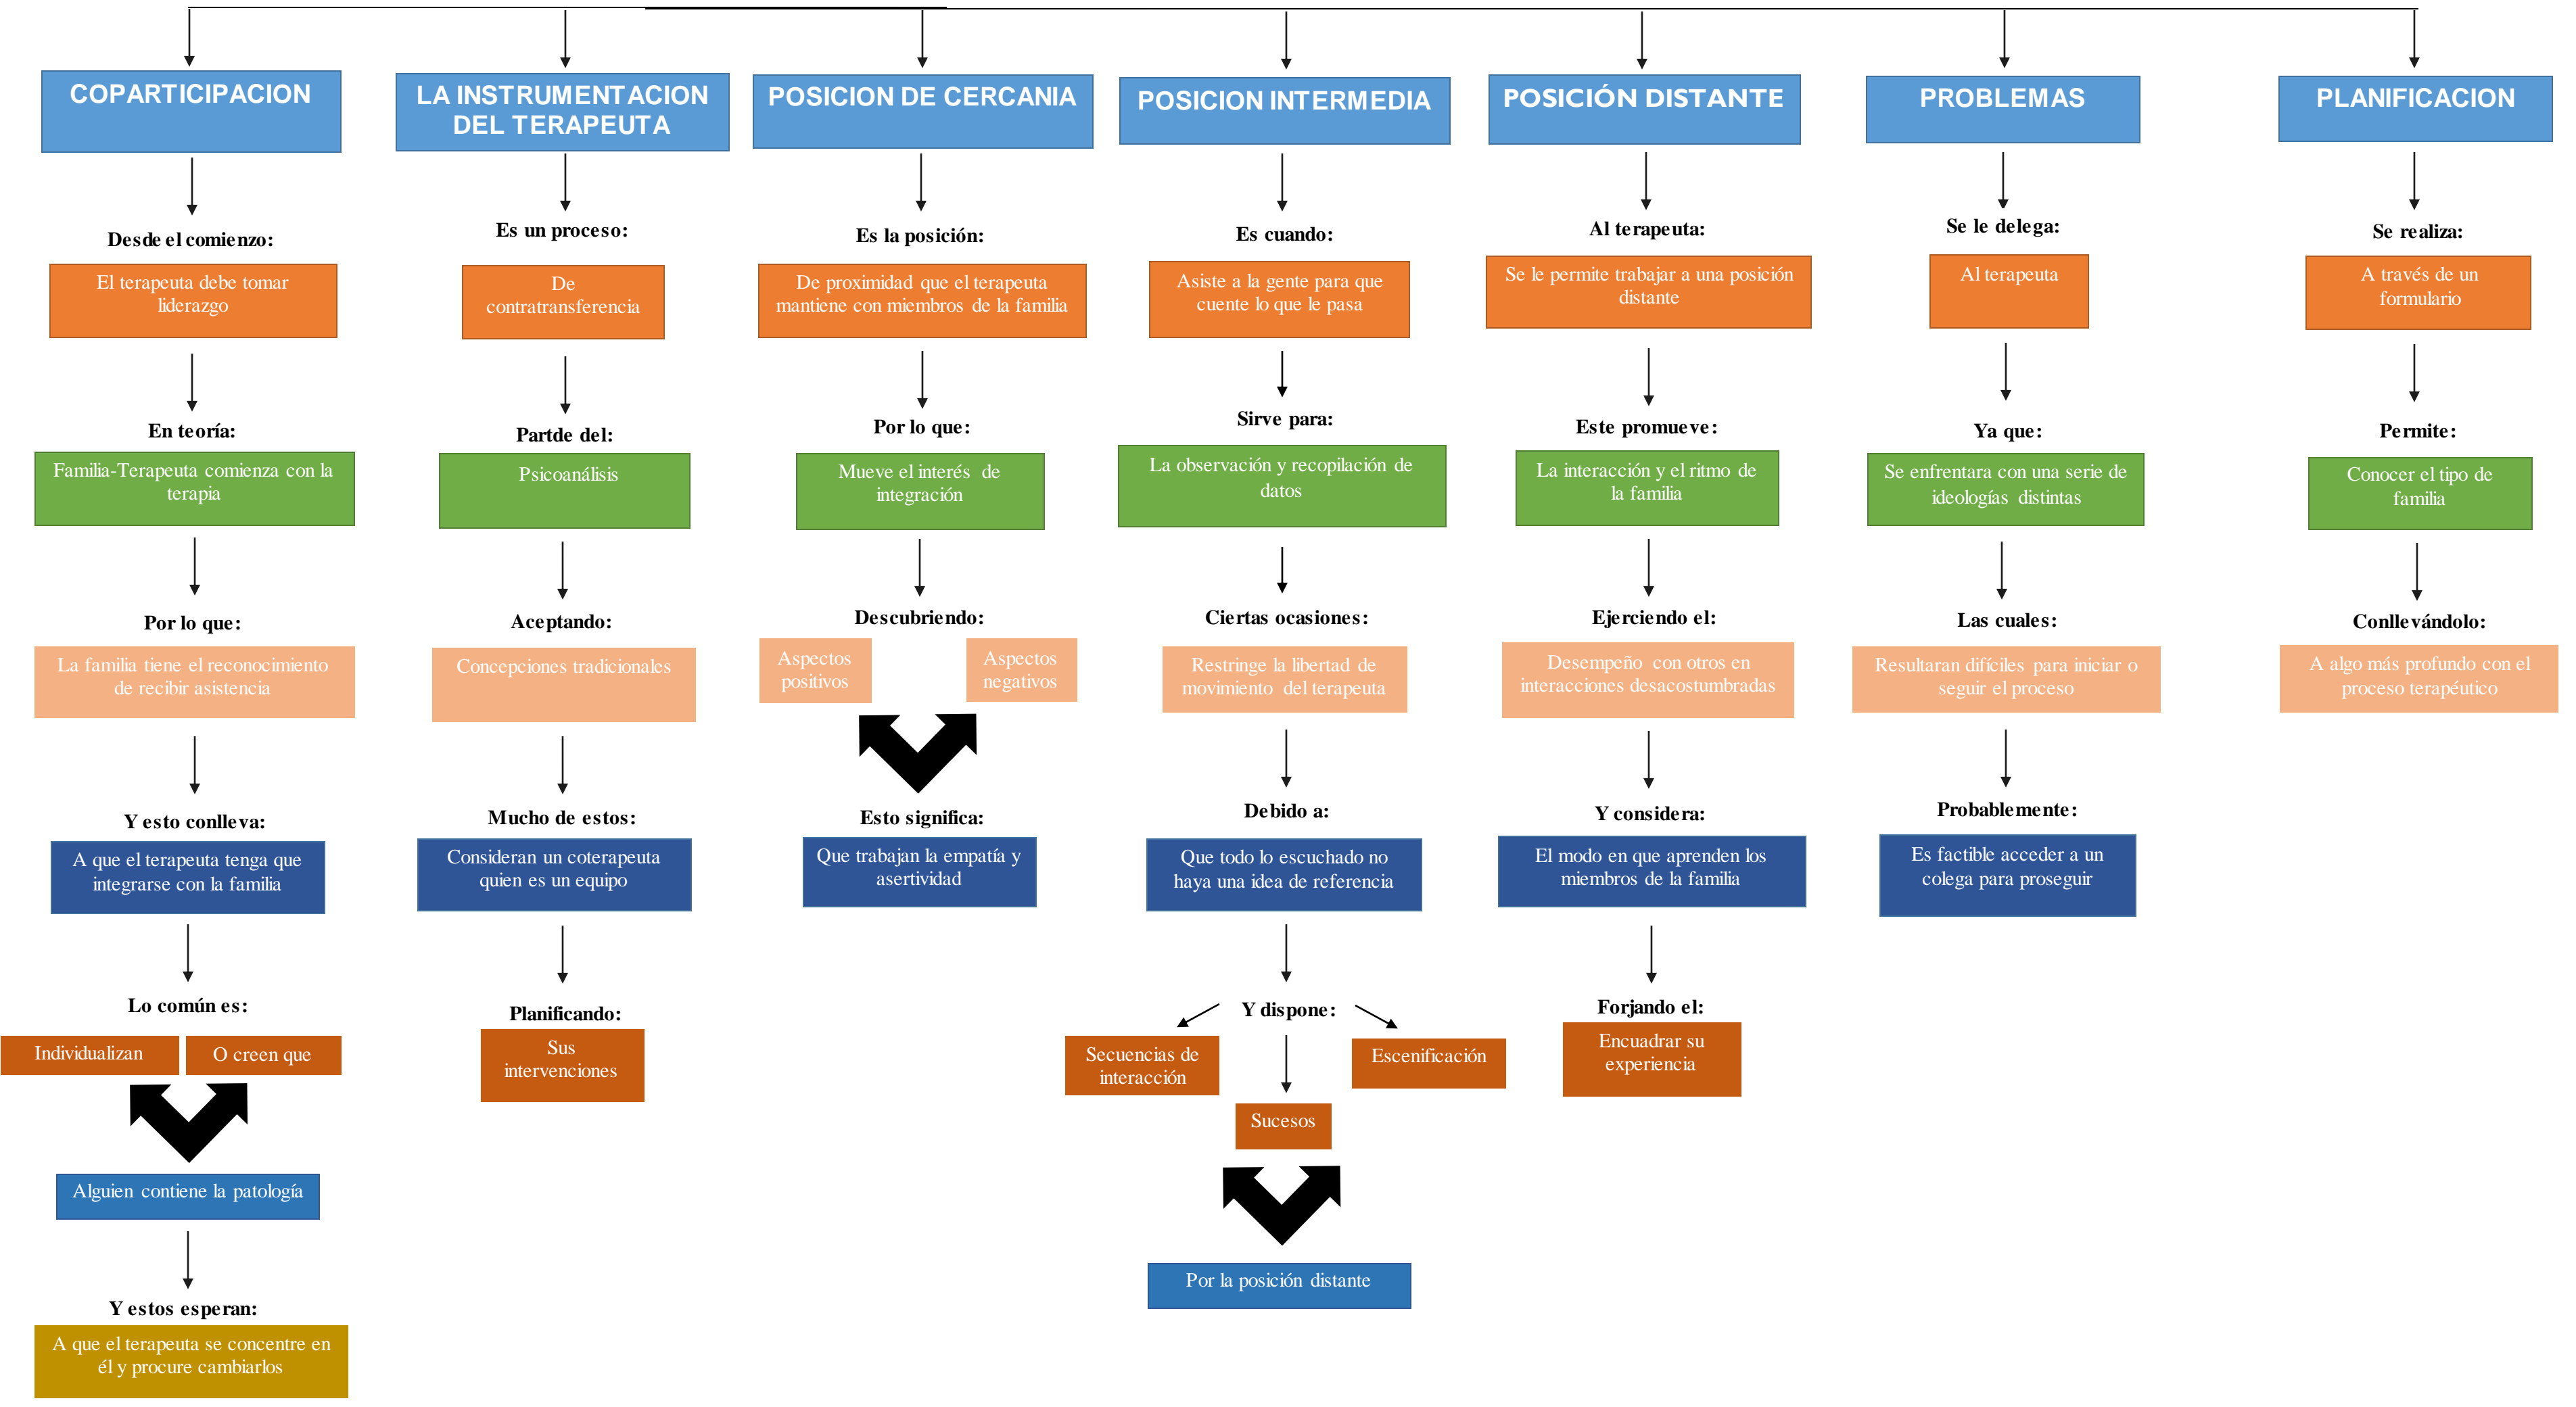 COPARTICIPACION
Desde el comienzo:
El terapeuta debe tomar
liderazgo
En teoría:
Familia-Terapeuta comienza con la
terapia
Por lo que:
La familia tiene el reconocimiento
de recibir asistencia
Y esto conlleva:
A que el terapeuta tenga que
integrarse con la familia
Lo común es:
Individualizan
O creen que
Alguien contiene la patología
Y estos esperan:
A que el terapeuta se concentre en
él y procure cambiarlos
LA INSTRUMENTACION
DEL TERAPEUTA
Es un proceso:
De
contratransferencia
Partde del:
Psicoanálisis
Aceptando:
Concepciones tradicionales
Mucho de estos:
Consideran un coterapeuta
quien es un equipo
Planificando:
Sus
intervenciones
POSICION DE CERCANIA
Es la posición:
De proximidad que el terapeuta
mantiene con miembros de la familia
Por lo que:
Mueve el interés de
integración
Descubriendo:
Aspectos
positivos
Aspectos
negativos
Esto significa:
Que trabajan la empatía y
asertividad
POSICION INTERMEDIA
Es cuando:
Asiste a la gente para que
cuente lo que le pasa
Sirve para:
La observación y recopilación de
datos
Ciertas ocasiones:
Restringe la libertad de
movimiento del terapeuta
Debido a:
Que todo lo escuchado no
haya una idea de referencia
Y dispone:
Secuencias de
interacción
Sucesos
Escenificación
Por la posición distante
POSICIÓN DISTANTE
Al terapeuta:
Se le permite trabajar a una posición
distante
Este promueve:
La interacción y el ritmo de
la familia
Ejerciendo el:
Desempeño con otros en
interacciones desacostumbradas
Y considera:
El modo en que aprenden los
miembros de la familia
Forjando el:
Encuadrar su
experiencia
PROBLEMAS
Se le delega:
Al terapeuta
Ya que:
Se enfrentara con una serie de
ideologías distintas
Las cuales:
Resultaran difíciles para iniciar o
seguir el proceso
Probablemente:
Es factible acceder a un
colega para proseguir
PLANIFICACION
Se realiza:
A través de un
formulario
Permite:
Conocer el tipo de
familia
Conllevándolo:
A algo más profundo con el
proceso terapéutico